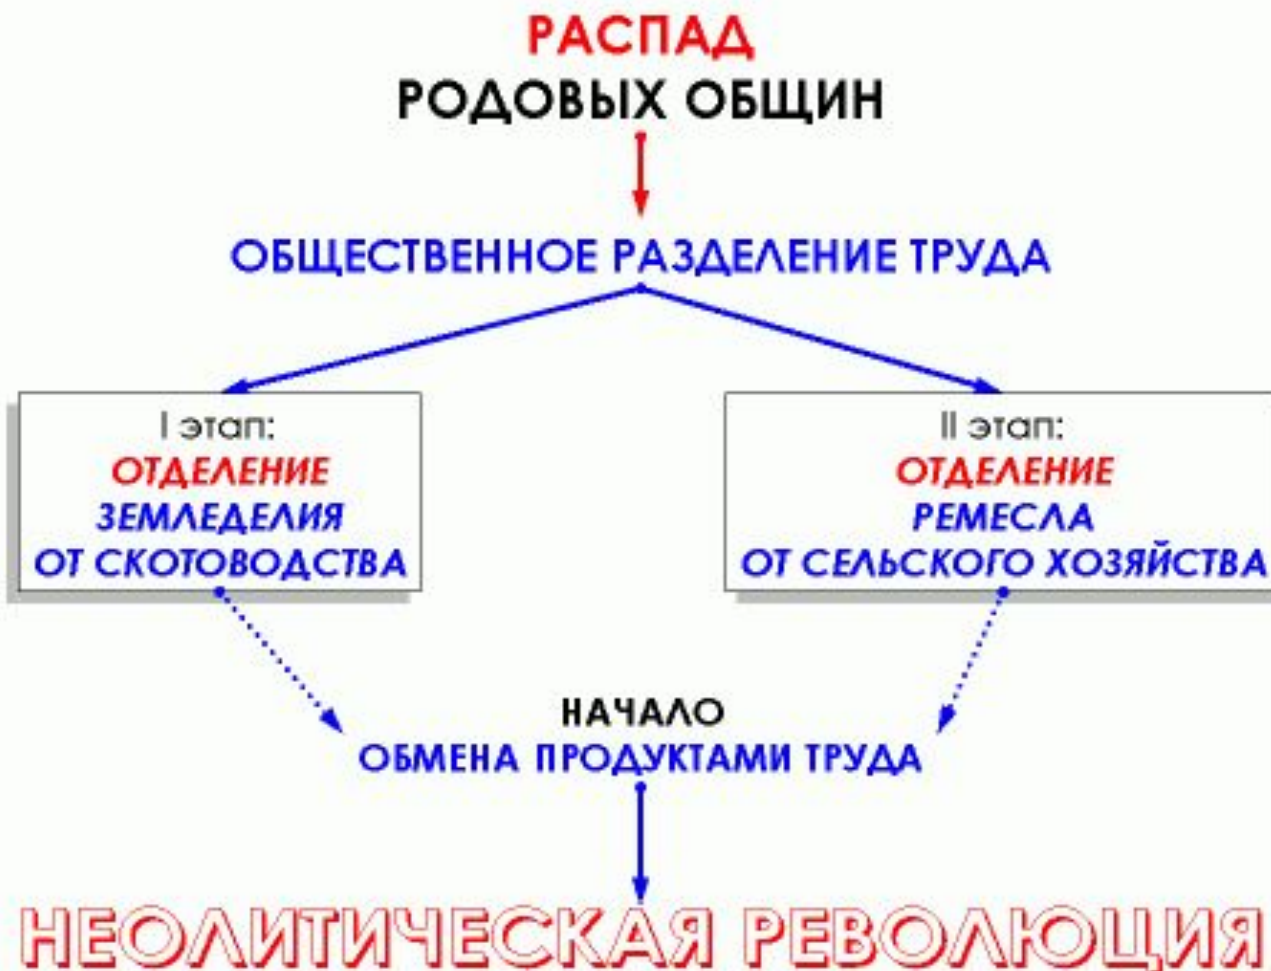 РАСПАД
РОДОВЫХ ОБЩИН
ОБЩЕСТВЕННОЕ РАЗДЕЛЕНИЕ ТРУДА
I этап:
ОТДЕЛЕНИЕ
ЗЕМЛЕДЕЛИЯ
ОТ СКОТОВОДСТВА
II этап:
ОТДЕЛЕНИЕ
РЕМЕСЛА
ОТ СЕЛЬСКОГО ХОЗЯЙСТВА
НАЧАЛО
ОБМЕНА ПРОДУКТАМИ ТРУДА
НЕОЛИТИЧЕСКАЯ РЕВОЛЮЦИЯ